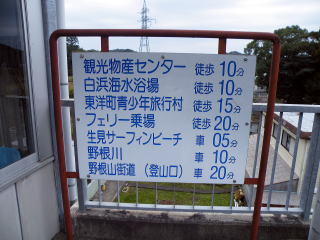 観光物産センター 徒歩 10分
白浜海水浴場 徒歩 10分
東洋町青少年旅行村 徒歩 15分
フェリー乗場 徒歩 20分
生見サーフィンビーチ 車 05分
野根川 車 10分
野根山街道（登山口） 車 20分